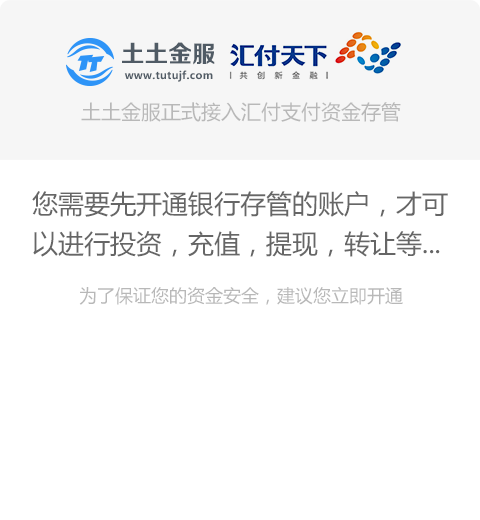 土土金服 汇付天下
www.tutujf.com 共创新金融
土土金服正式接入汇付支付资金存管
您需要先开通银行存管的账户，才可
以进行投资，充值，提现，转让等...
为了保证您的资金安全，建议您立即开通